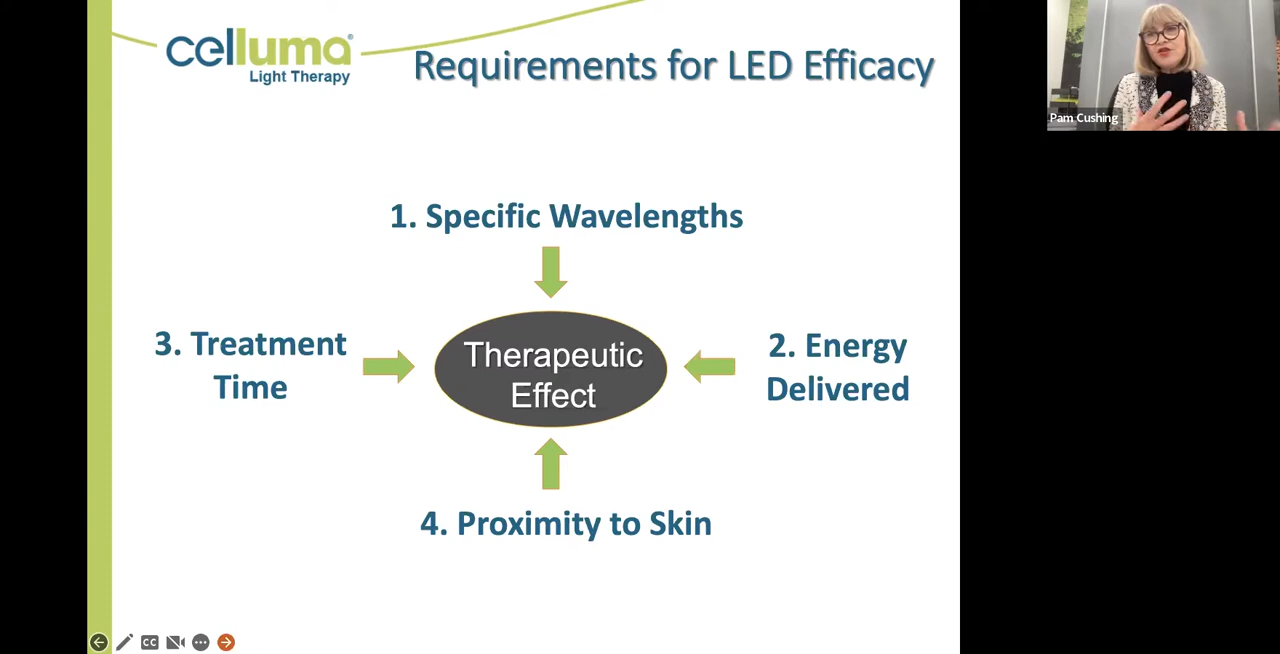 celluma®
Light Therapy
Requirements for LED Efficacy
Pam Cushing
1. Specific Wavelengths
3. Treatment
Time
Therapeutic
Effect
2. Energy
Delivered
4. Proximity to Skin
CC